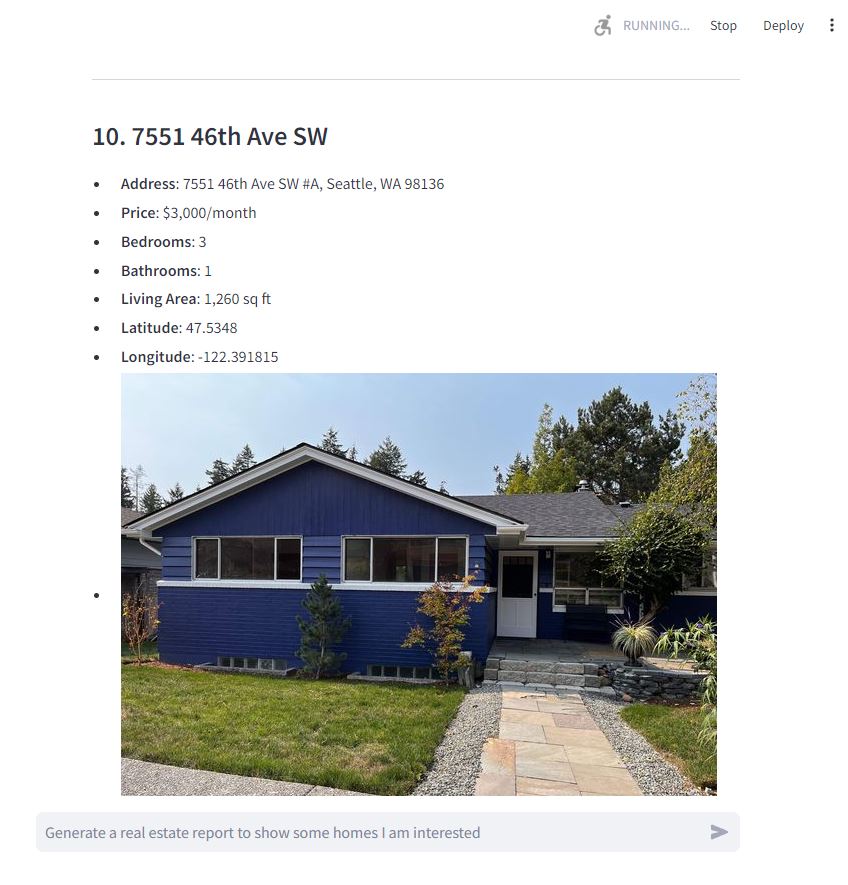 RUNNING...
Stop
Deploy
10. 7551 46th Ave SW
Address: 7551 46th Ave SW #A, Seattle, WA 98136
Price: $3,000/month
Bedrooms: 3
Bathrooms: 1
Living Area: 1,260 sq ft
Latitude: 47.5348
Longitude: -122.391815
Generate a real estate report to show some homes I am interested